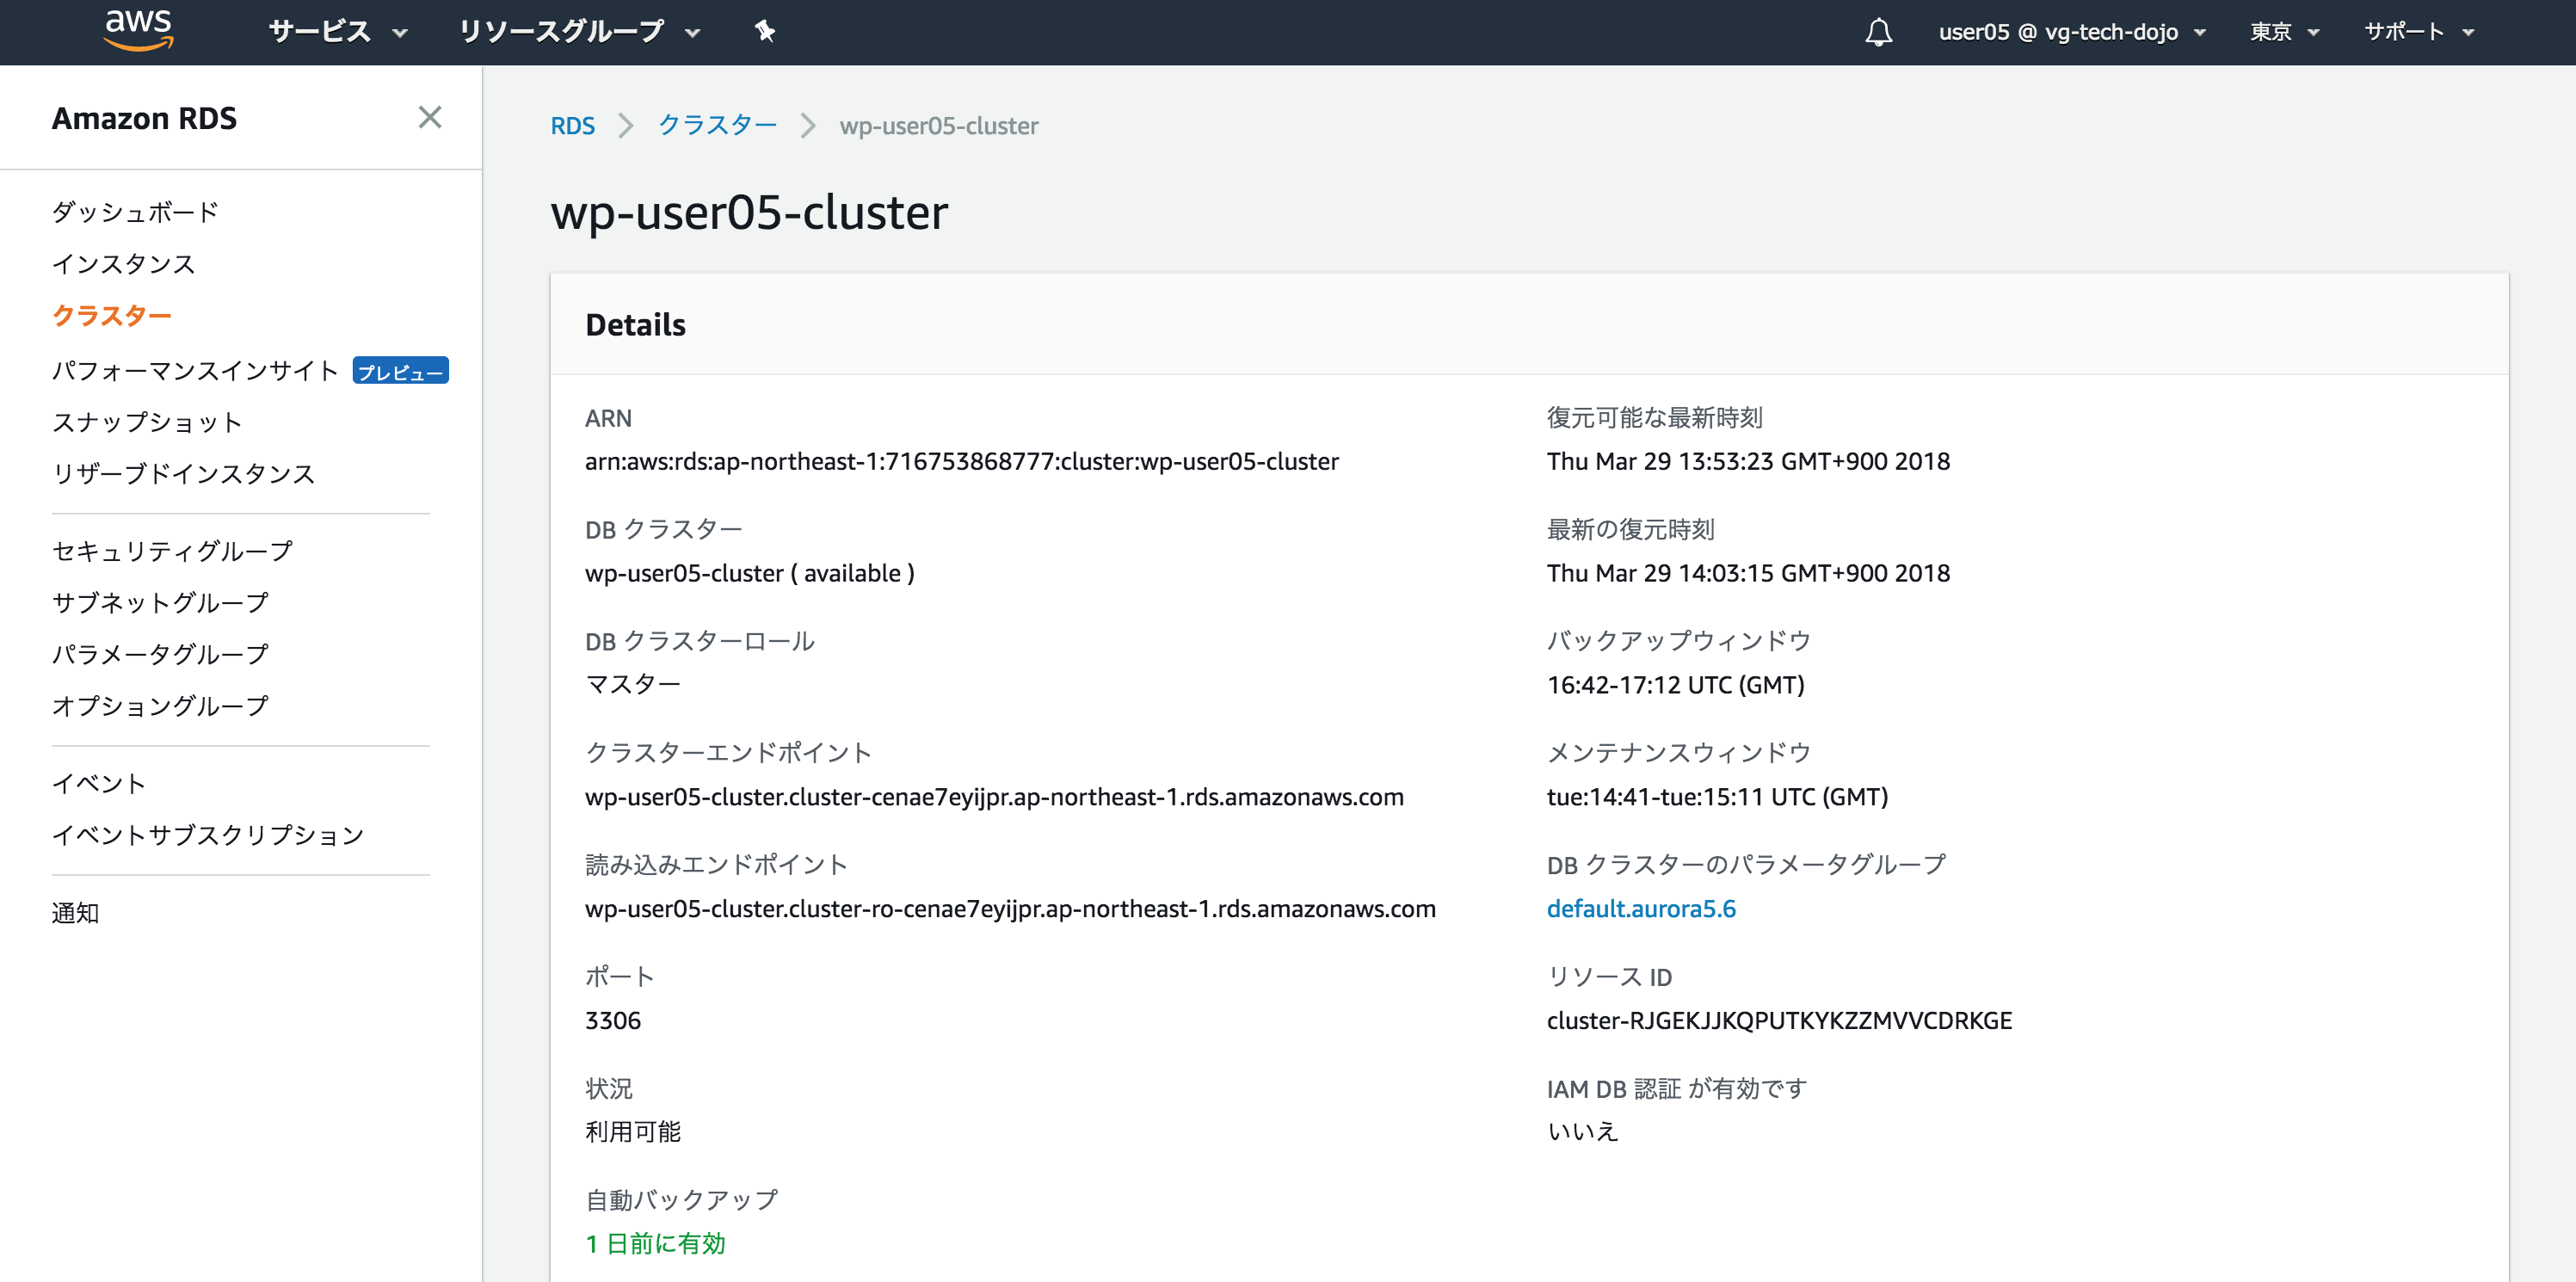 aws サービス リソースグループ user05 @ vg-tech-dojo 東京 サポート
Amazon RDS
ダッシュボード
インスタンス
クラスター
パフォーマンスインサイト プレビュー
スナップショット
リザーブドインスタンス
セキュリティグループ
サブネットグループ
パラメータグループ
オプショングループ
イベント
イベントサブスクリプション
通知
RDS クラスター wp-user05-cluster
wp-user05-cluster
Details
ARN
arn:aws:rds:ap-northeast-1:716753868777:cluster:wp-user05-cluster
DB クラスター
wp-user05-cluster ( available )
DB クラスターロール
マスター
クラスターエンドポイント
wp-user05-cluster.cluster-cenae7eyijpr.ap-northeast-1.rds.amazonaws.com
読み込みエンドポイント
wp-user05-cluster.cluster-ro-cenae7eyijpr.ap-northeast-1.rds.amazonaws.com
ポート
3306
状況
利用可能
自動バックアップ
1 日前に有効
復元可能な最新時刻
Thu Mar 29 13:53:23 GMT+900 2018
最新の復元時刻
Thu Mar 29 14:03:15 GMT+900 2018
バックアップウィンドウ
16:42-17:12 UTC (GMT)
メンテナンスウィンドウ
tue:14:41-tue:15:11 UTC (GMT)
DB クラスターのパラメータグループ
default.aurora5.6
リソース ID
cluster-RJGEKJJKQPUTKYKZZMVVCDRKGE
IAM DB 認証 が有効です
いいえ